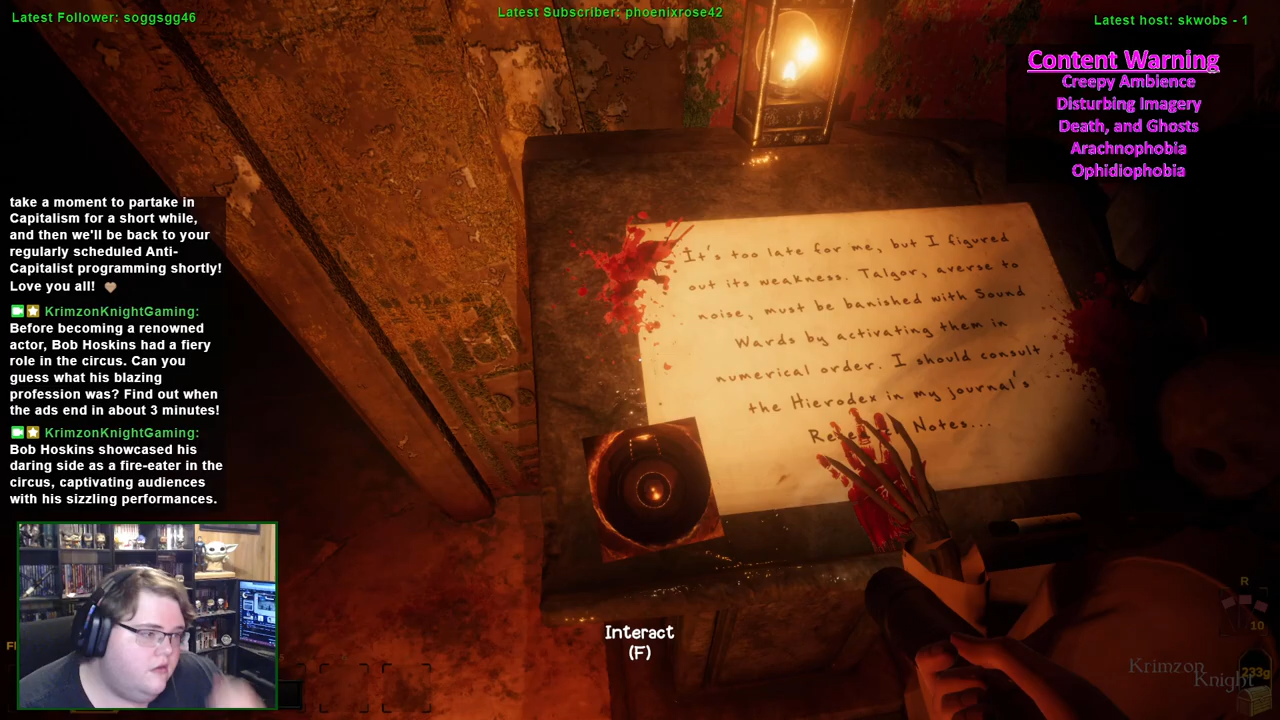 Latest Follower: soggsgg46
Latest Subscriber: phoenixrose42
Latest host: skwobs - 1
Content Warning
Creepy Ambience
Disturbing Imagery
Death, and Ghosts
Arachnophobia
Ophidiophobia
take a moment to partake in
Capitalism for a short while,
and then we'll be back to your
regularly scheduled Anti-
Capitalist programming shortly!
Love you all!
KrimzonKnightGaming:
Before becoming a renowned
actor, Bob Hoskins had a fiery
role in the circus. Can you
guess what his blazing
profession was? Find out when
the ads end in about 3 minutes!
KrimzonKnightGaming:
Bob Hoskins showcased his
daring side as a fire-eater in the
circus, captivating audiences
with his sizzling performances.
It's too late for me, but I figured
out its weakness. Talgor, averse to
noise, must be banished with Sound
Wards by activating them in
numerical order. I should consult
the Hierodex in my journal's
Notes...
Interact
(F)
R
10
233g
Krimzon
Knight